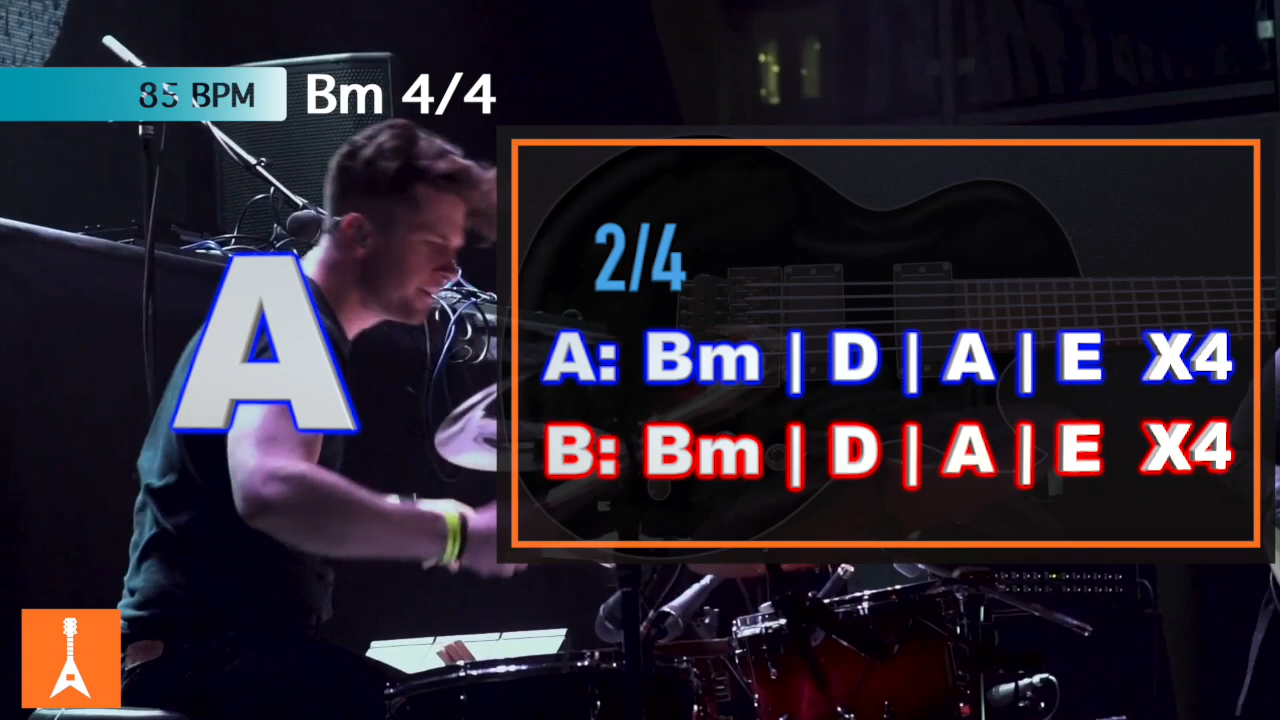 85 BPM Bm 4/4
2/4
A
A: Bm | D | A | E X4
B: Bm | D | A | E X4